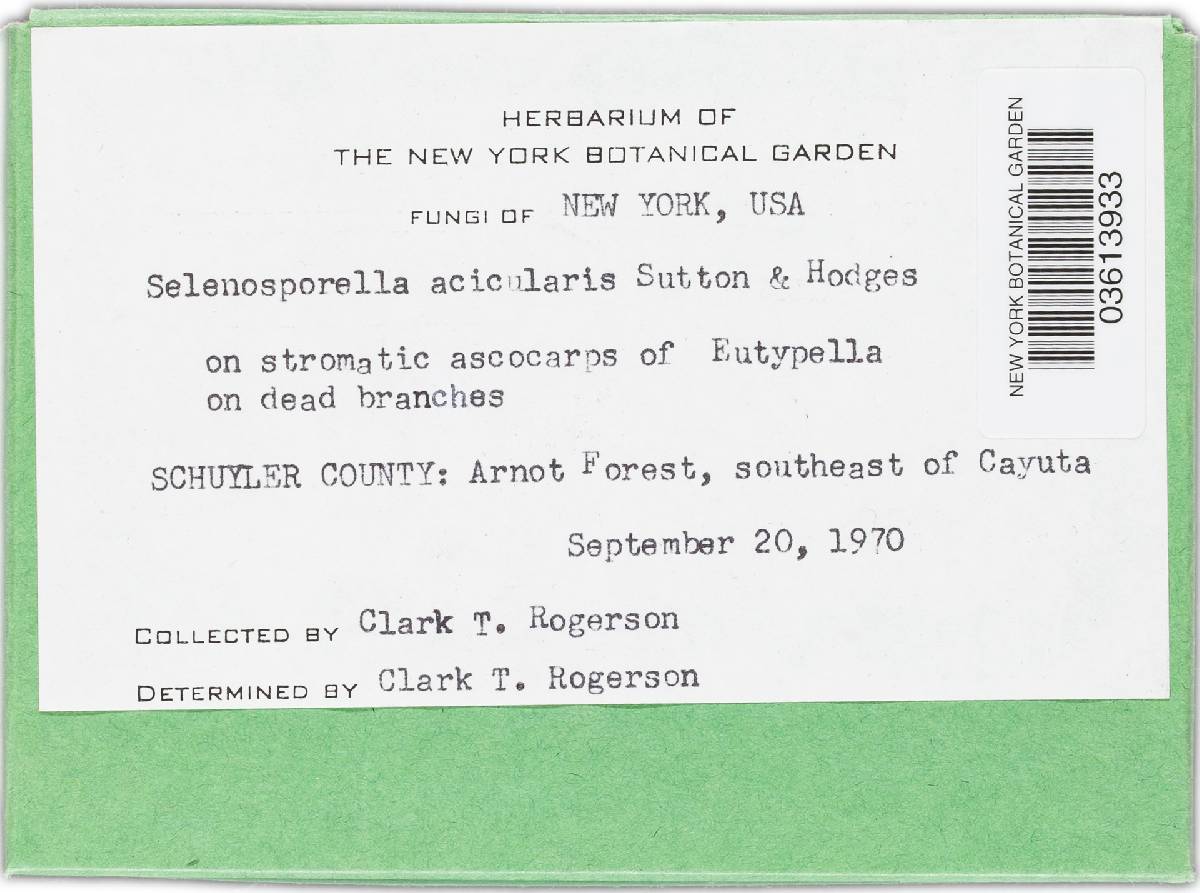 HERBARIUM OF
THE NEW YORK BOTANICAL GARDEN
FUNGI OF NEW YORK, USA
Selenosporella acicularis Sutton & Hodges
on stromatic ascocarps of Eutypella
on dead branches
SCHUYLER COUNTY: Arnot Forest, southeast of Cayuta
September 20, 1970
COLLECTED BY Clark T. Rogerson
DETERMINED BY Clark T. Rogerson
NEW YORK BOTANICAL GARDEN
03613933